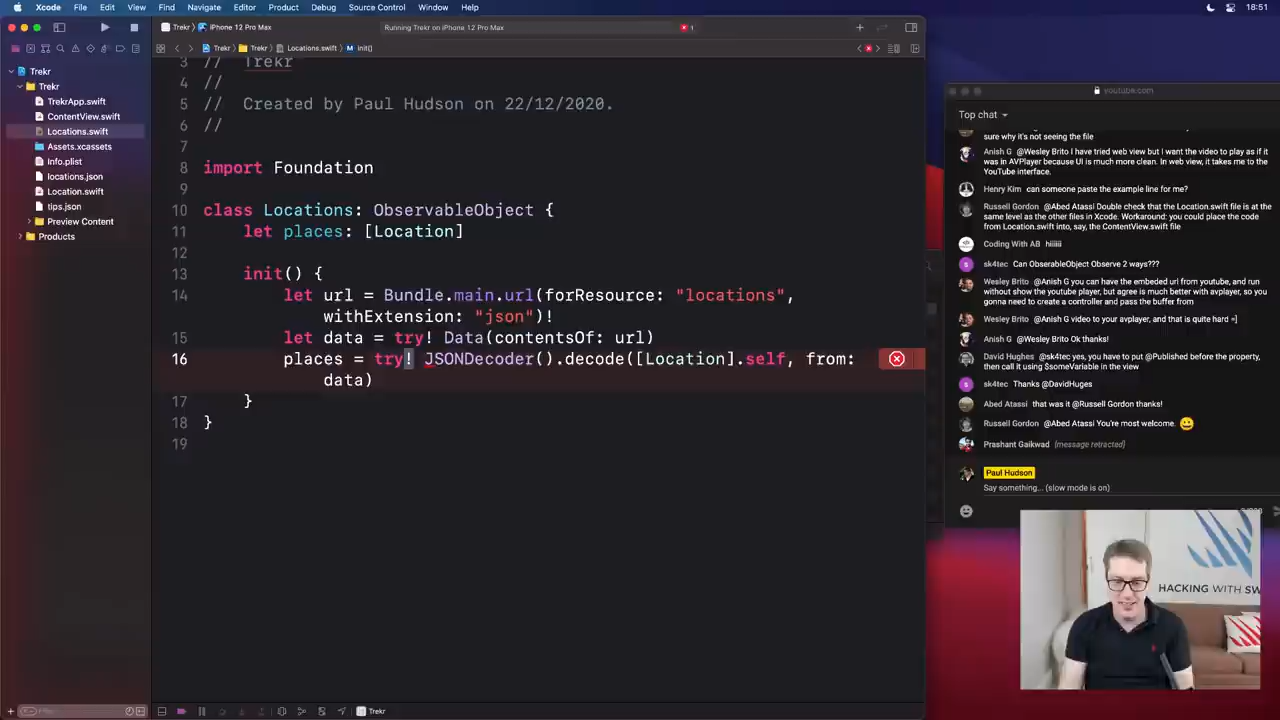 Xcode File Edit View Find Navigate Editor Product Debug Source Control Window Help 18:51
Trekr iPhone 12 Pro Max Running Trekr on iPhone 12 Pro Max 1
Trekr Trekr Locations.swift M init()
Trekr
Trekr
TrekrApp.swift
ContentView.swift
Locations.swift
Assets.xcassets
Info.plist
locations.json
Location.swift
tips.json
Preview Content
Products
3 // Trekr
4 //
5 // Created by Paul Hudson on 22/12/2020.
6 //
7
8 import Foundation
9
10 class Locations: ObservableObject {
11 let places: [Location]
12
13 init() {
14 let url = Bundle.main.url(forResource: "locations",
withExtension: "json")!
15 let data = try! Data(contentsOf: url)
16 places = try! JSONDecoder().decode([Location].self, from:
data)
17 }
18 }
19
Trekr
youtube.com
Top chat
sure why it's not seeing the file
Anish G @Wesley Brito I have tried web view but I want the video to play as if it
was in AVPlayer because UI is much more clean. In web view, it takes me to the
YouTube interface.
Henry Kim can someone paste the example line for me?
Russell Gordon @Abed Atassi Double check that the Location.swift file is at the
same level as the other files in Xcode. Workaround: you could place the code
from Location.swift into, say, the ContentView.swift file
Coding With AB hiiiiii
sk4tec Can ObserableObject Observe 2 ways???
Wesley Brito @Anish G you can have the embeded url from youtube, and run
without show the youtube player, but agree is much better with avplayer, so you
gonna need to create a controller and pass the buffer from
Wesley Brito @Anish G video to your avplayer, and that is quite hard =]
Anish G @Wesley Brito Ok thanks!
David Hughes @sk4tec yes, you have to put @Published before the property,
then call it using $someVariable in the view
sk4tec Thanks @DavidHuges
Abed Atassi that was it @Russell Gordon thanks!
Russell Gordon @Abed Atassi You're most welcome.
Prashant Gaikwad [message retracted]
Paul Hudson
Say something... (slow mode is on)
HACKING WITH SW